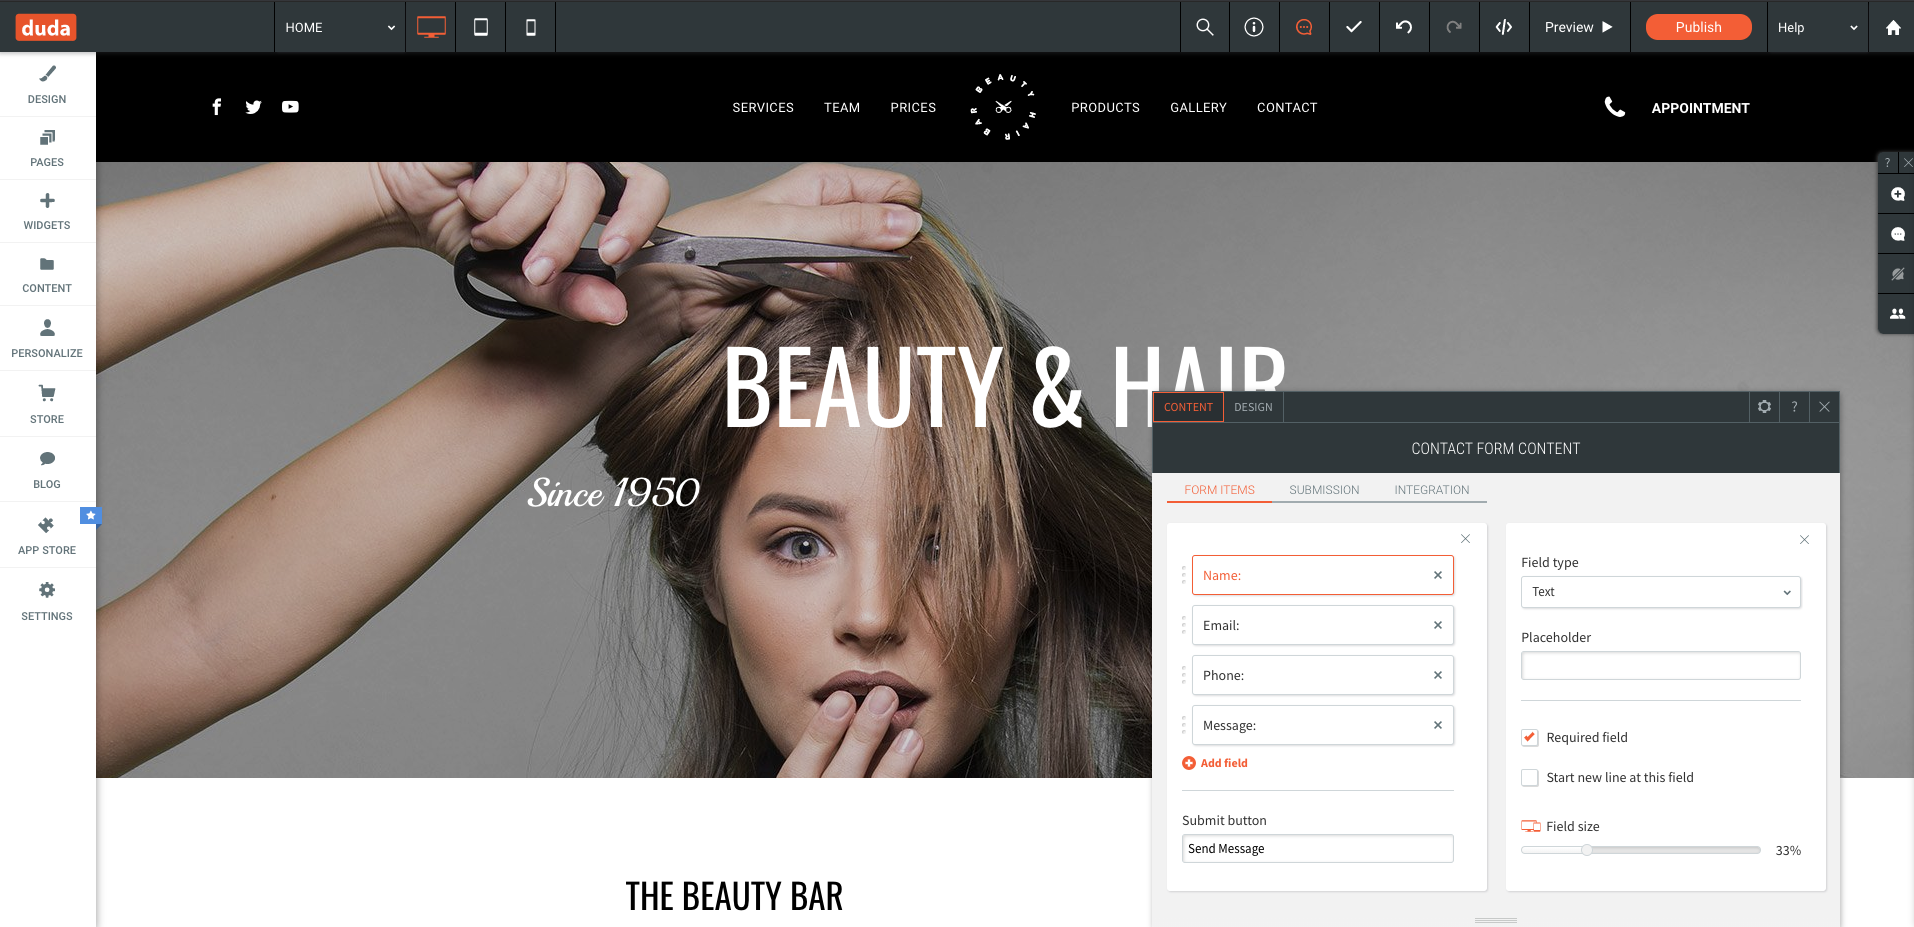 duda
HOME
Preview
Publish
Help
DESIGN
PAGES
WIDGETS
CONTENT
PERSONALIZE
STORE
BLOG
APP STORE
SETTINGS
SERVICES TEAM PRICES
BEAUTY HAIR BAR
PRODUCTS GALLERY CONTACT
APPOINTMENT
?
BEAUTY & HAIR
Since 1950
THE BEAUTY BAR
CONTENT DESIGN
?
CONTACT FORM CONTENT
FORM ITEMS SUBMISSION INTEGRATION
Name:
Email:
Phone:
Message:
Add field
Submit button
Send Message
Field type
Text
Placeholder
Required field
Start new line at this field
Field size
33%